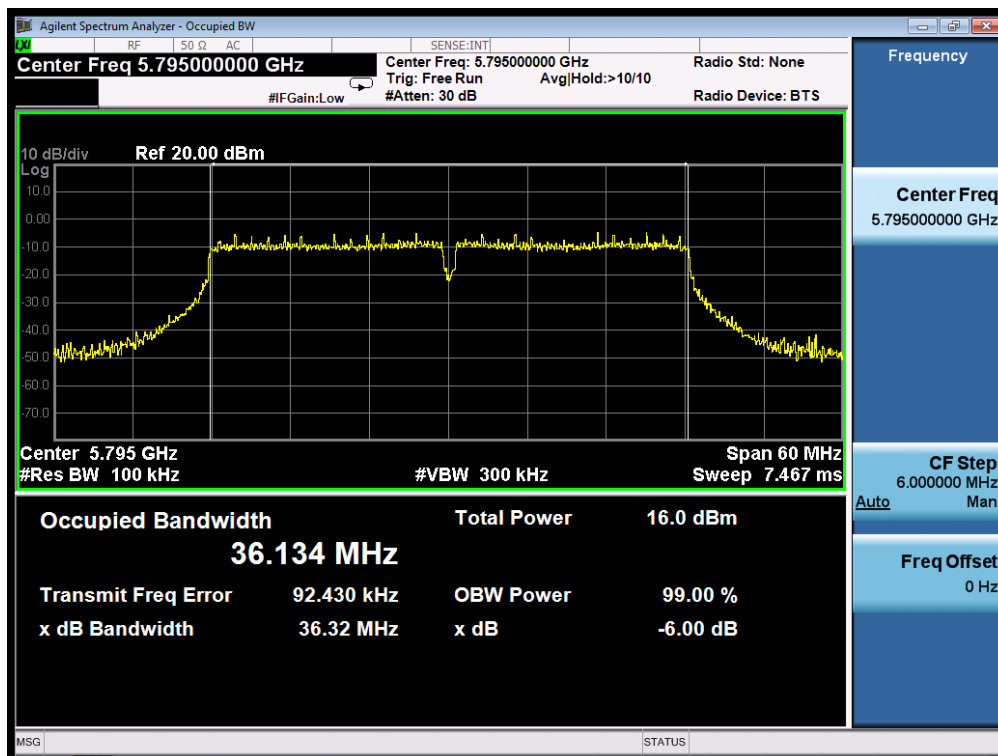 Agilent Spectrum Analyzer - Occupied BW
LXI RF 50 Ω AC SENSE:INT
Center Freq 5.795000000 GHz
#IFGain:Low
Center Freq: 5.795000000 GHz
Trig: Free Run Avg|Hold:>10/10
#Atten: 30 dB
Radio Std: None
Radio Device: BTS
10 dB/div Ref 20.00 dBm
Log
10.0
0.00
-10.0
-20.0
-30.0
-40.0
-50.0
-60.0
-70.0
Center 5.795 GHz Span 60 MHz
#Res BW 100 kHz #VBW 300 kHz Sweep 7.467 ms
Occupied Bandwidth Total Power 16.0 dBm
36.134 MHz
Transmit Freq Error 92.430 kHz OBW Power 99.00 %
x dB Bandwidth 36.32 MHz x dB -6.00 dB
Frequency
Center Freq
5.795000000 GHz
CF Step
6.000000 MHz
Auto Man
Freq Offset
0 Hz
MSG STATUS